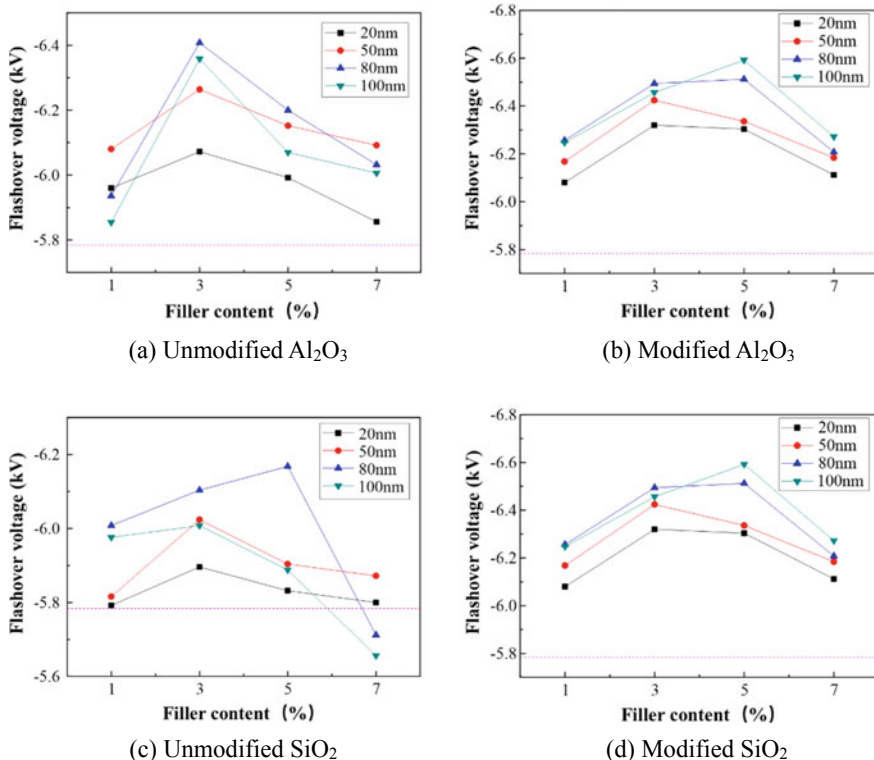 -6.4
-6.2
-6.0
-5.8
Flashover voltage (kV)
20nm
50nm
80nm
100nm
1 3 5 7
Filler content (%)
(a) Unmodified Al₂O₃
-6.8
-6.6
-6.4
-6.2
-6.0
-5.8
Flashover voltage (kV)
20nm
50nm
80nm
100nm
1 3 5 7
Filler content (%)
(b) Modified Al₂O₃
-6.2
-6.0
-5.8
-5.6
Flashover voltage (kV)
20nm
50nm
80nm
100nm
1 3 5 7
Filler content (%)
(c) Unmodified SiO₂
-6.8
-6.6
-6.4
-6.2
-6.0
-5.8
Flashover voltage (kV)
20nm
50nm
80nm
100nm
1 3 5 7
Filler content (%)
(d) Modified SiO₂